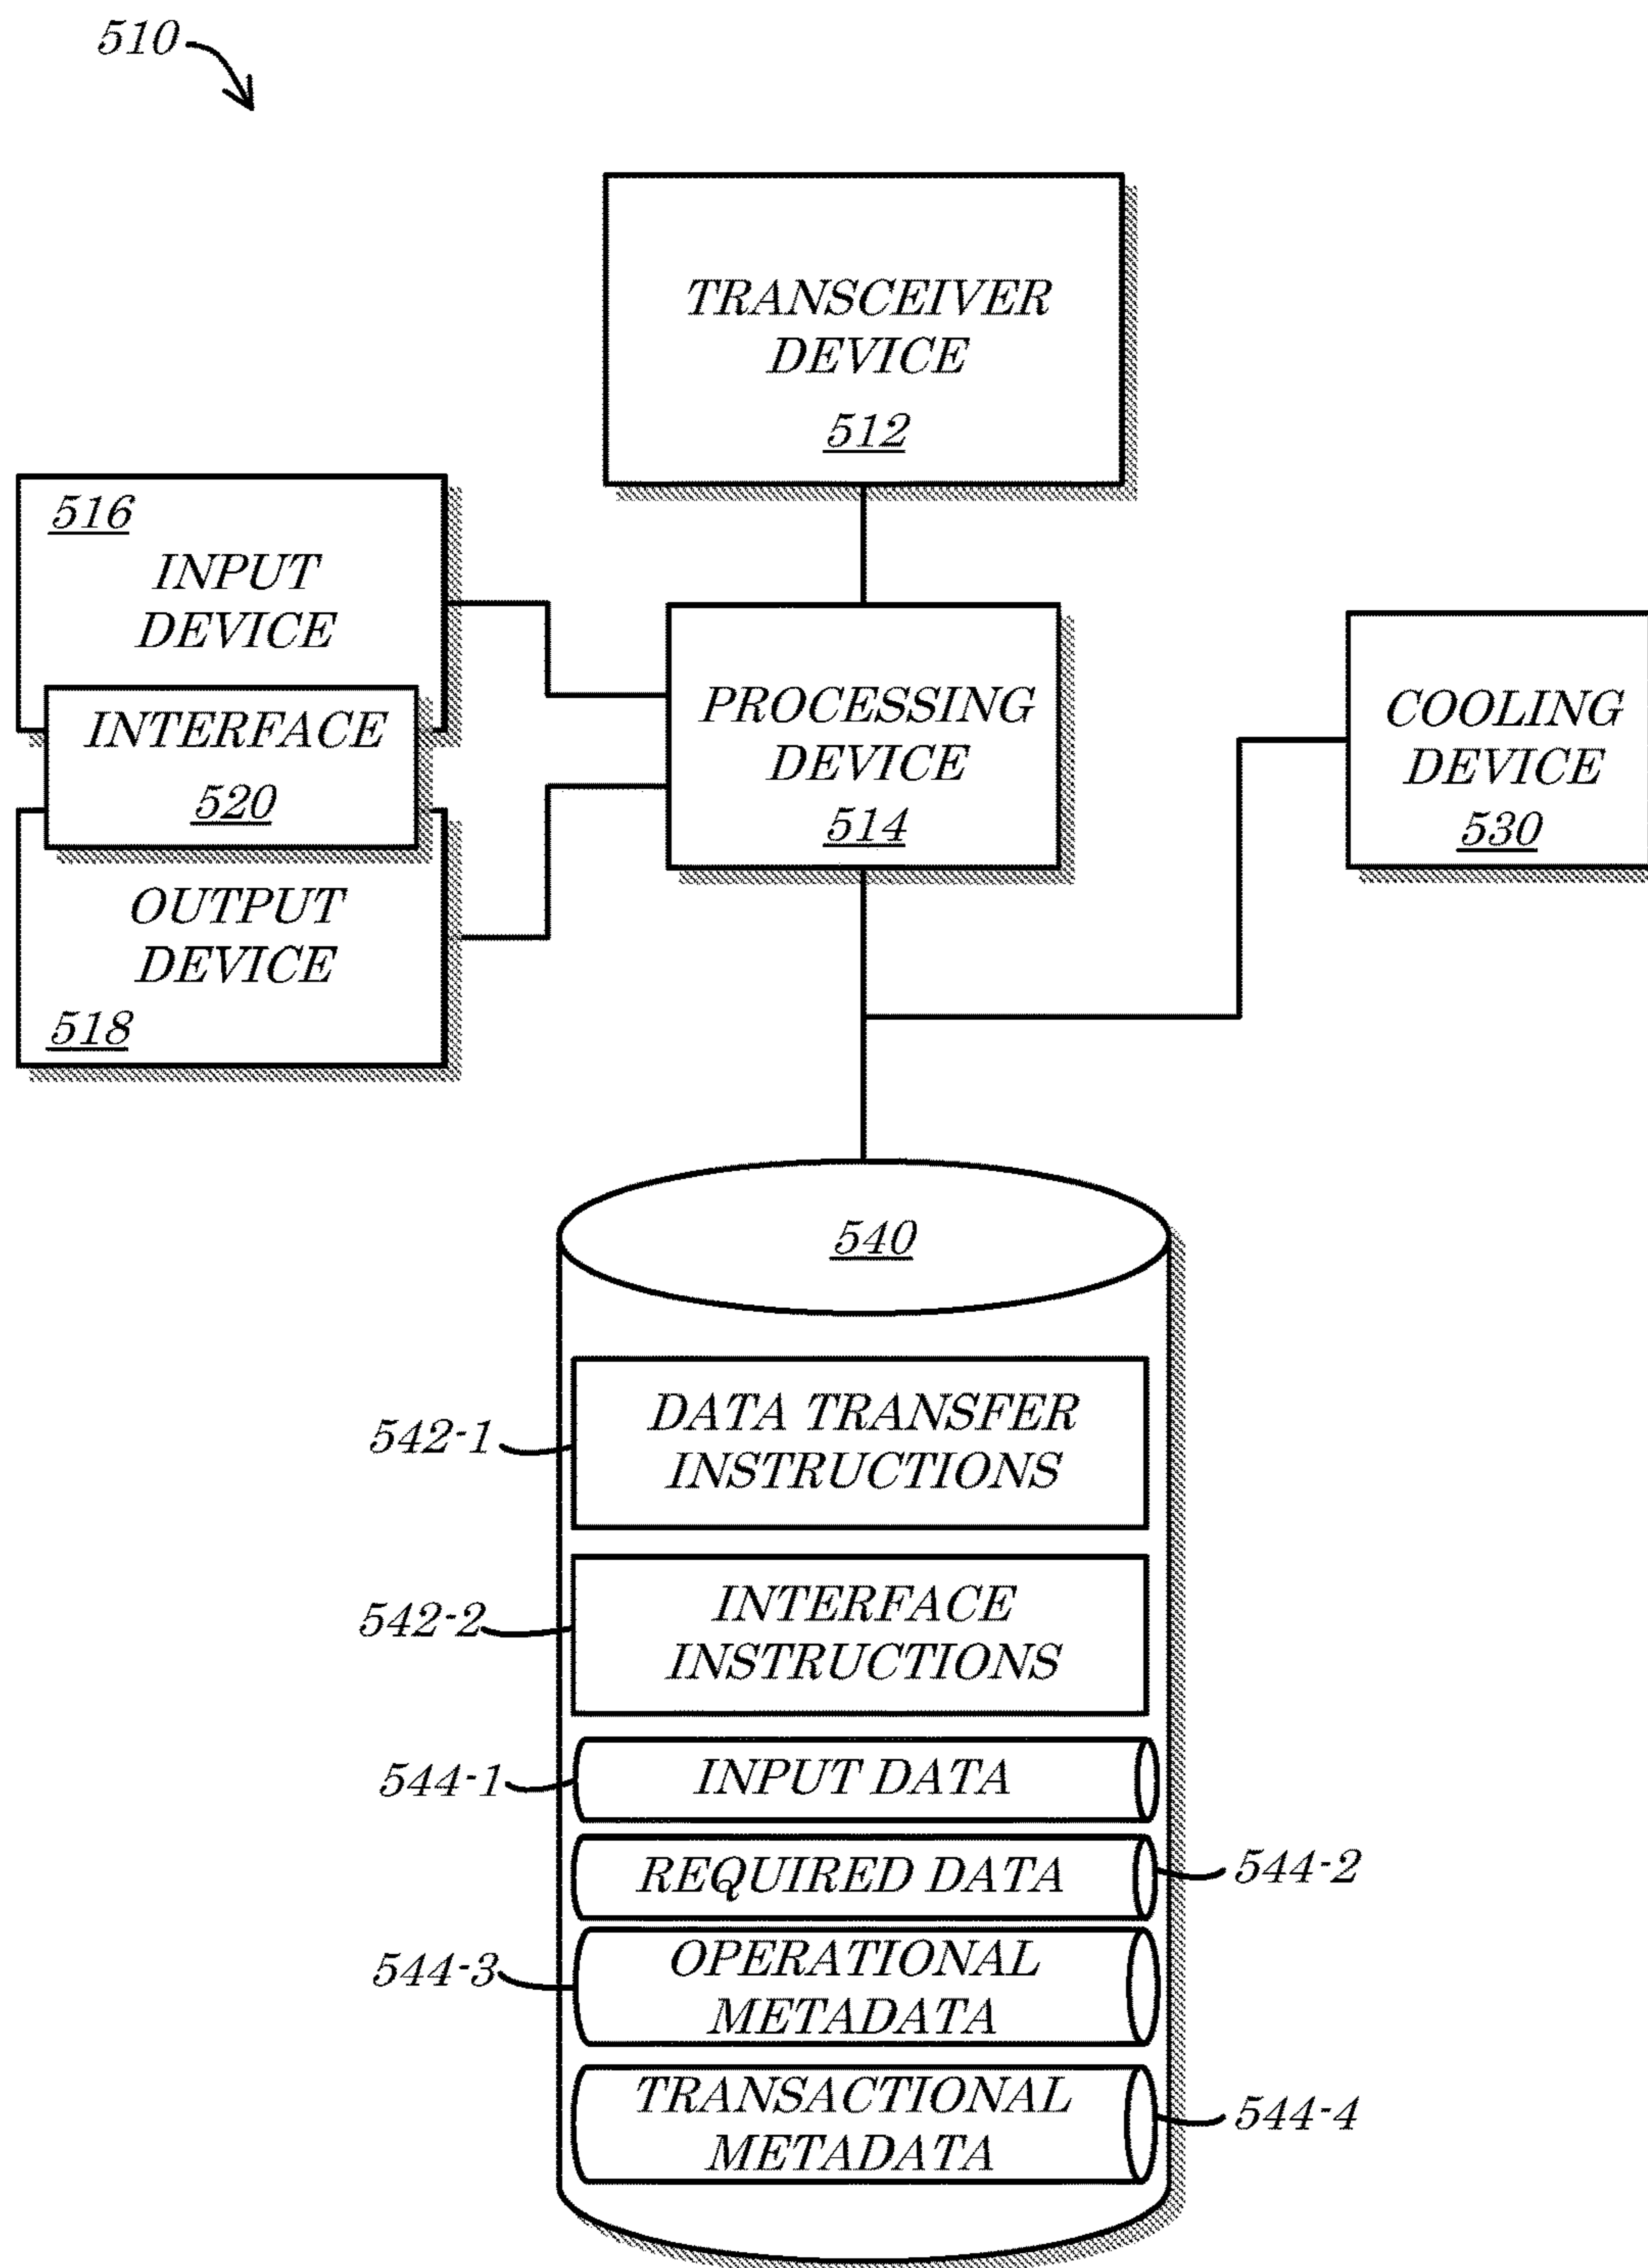 510
TRANSCEIVER
DEVICE
512
516
INPUT
DEVICE
INTERFACE
520
OUTPUT
DEVICE
518
PROCESSING
DEVICE
514
COOLING
DEVICE
530
540
542-1
DATA TRANSFER
INSTRUCTIONS
542-2
INTERFACE
INSTRUCTIONS
544-1
INPUT DATA
REQUIRED DATA
544-2
544-3
OPERATIONAL
METADATA
TRANSACTIONAL
METADATA
544-4